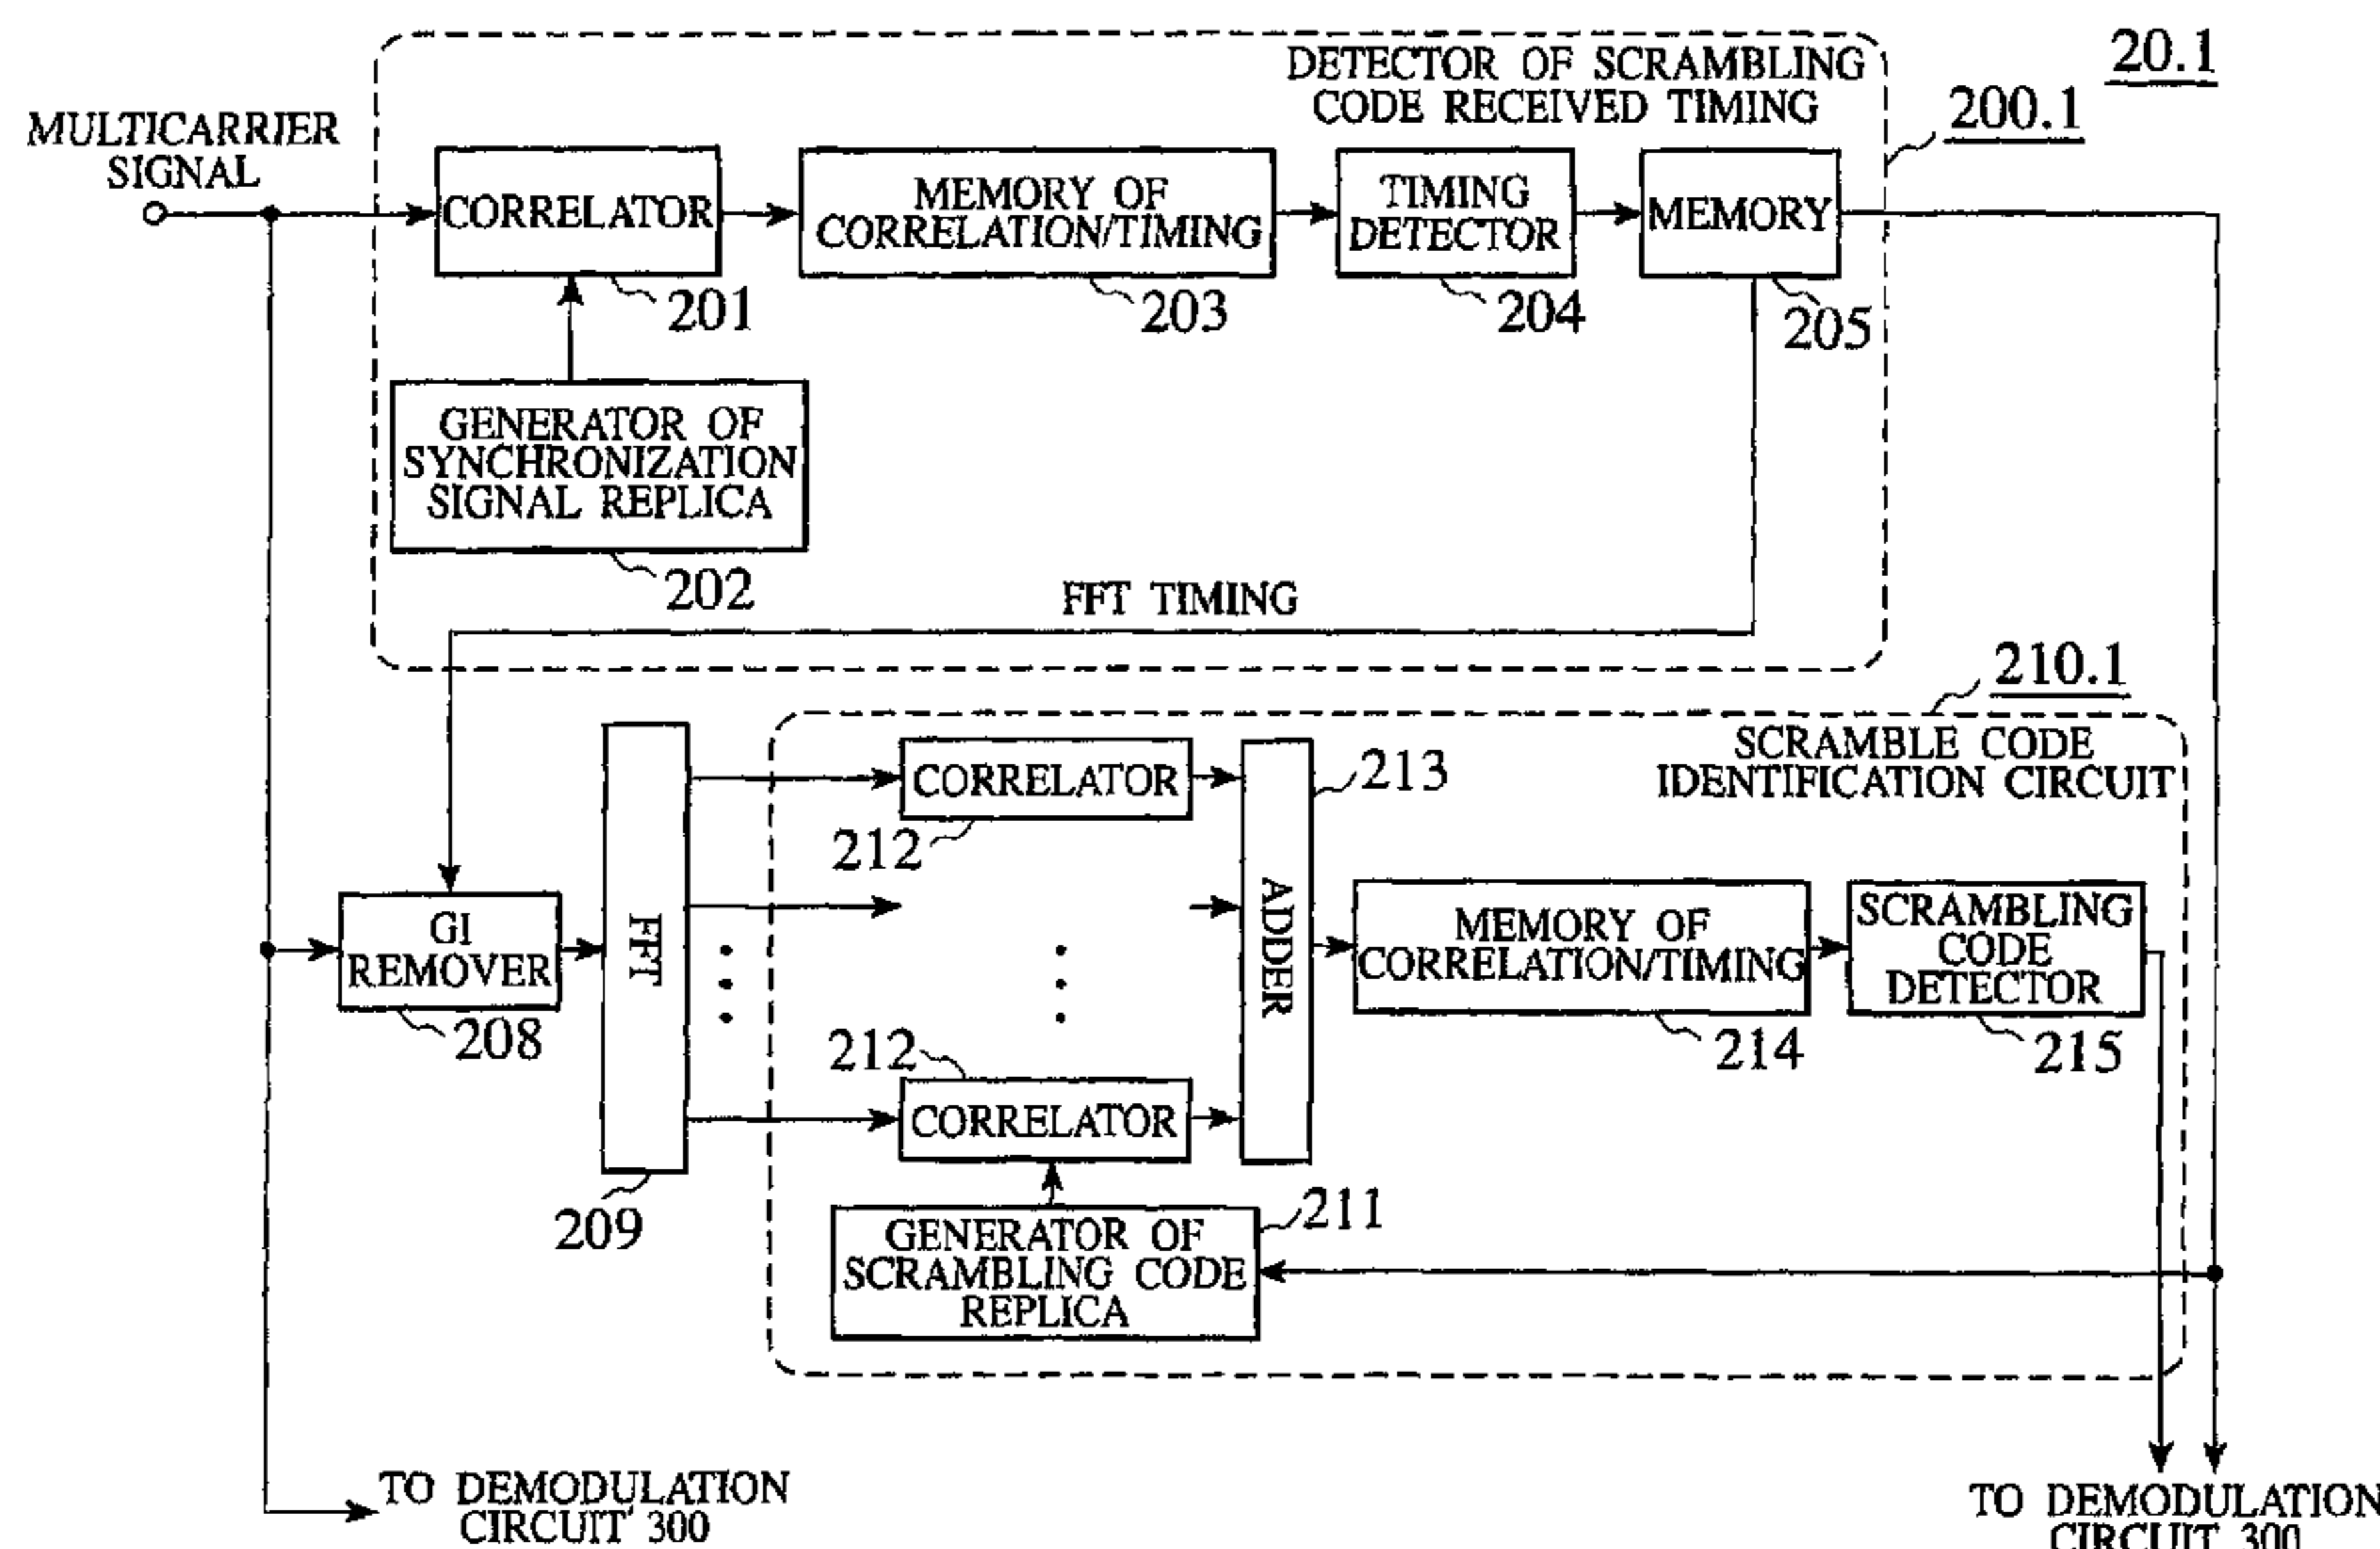 20.1
DETECTOR OF SCRAMBLING
CODE RECEIVED TIMING
200.1
MULTICARRIER
SIGNAL
CORRELATOR
MEMORY OF
CORRELATION/TIMING
TIMING
DETECTOR
MEMORY
201
203
204
205
GENERATOR OF
SYNCHRONIZATION
SIGNAL REPLICA
202
FFT TIMING
210.1
SCRAMBLE CODE
IDENTIFICATION CIRCUIT
CORRELATOR
213
212
GI
REMOVER
FFT
ADDER
MEMORY OF
CORRELATION/TIMING
SCRAMBLING
CODE
DETECTOR
208
212
214
215
CORRELATOR
209
211
GENERATOR OF
SCRAMBLING CODE
REPLICA
TO DEMODULATION
CIRCUIT 300
TO DEMODULATION
CIRCUIT 300